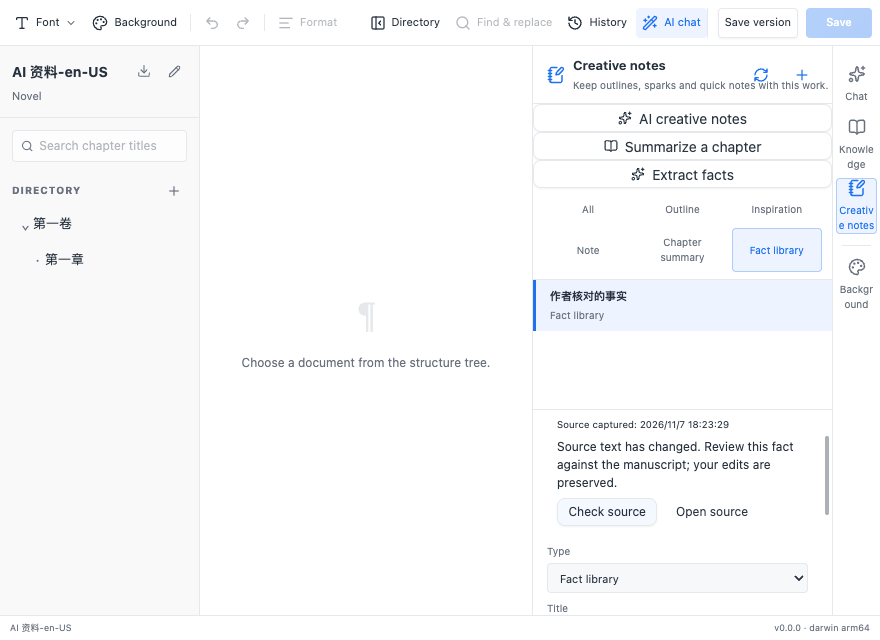 Font
Background
Format
Directory
Find & replace
History
AI chat
Save version
Save
AI 资料-en-US
Novel
Search chapter titles
DIRECTORY
第一卷
第一章
¶
Choose a document from the structure tree.
Creative notes
Keep outlines, sparks and quick notes with this work.
AI creative notes
Summarize a chapter
Extract facts
All
Outline
Inspiration
Note
Chapter
summary
Fact library
作者核对的事实
Fact library
Source captured: 2026/11/7 18:23:29
Source text has changed. Review this fact
against the manuscript; your edits are
preserved.
Check source
Open source
Type
Fact library
Title
Chat
Knowle
dge
Creativ
e notes
Backgr
ound
AI 资料-en-US
v0.0.0 · darwin arm64